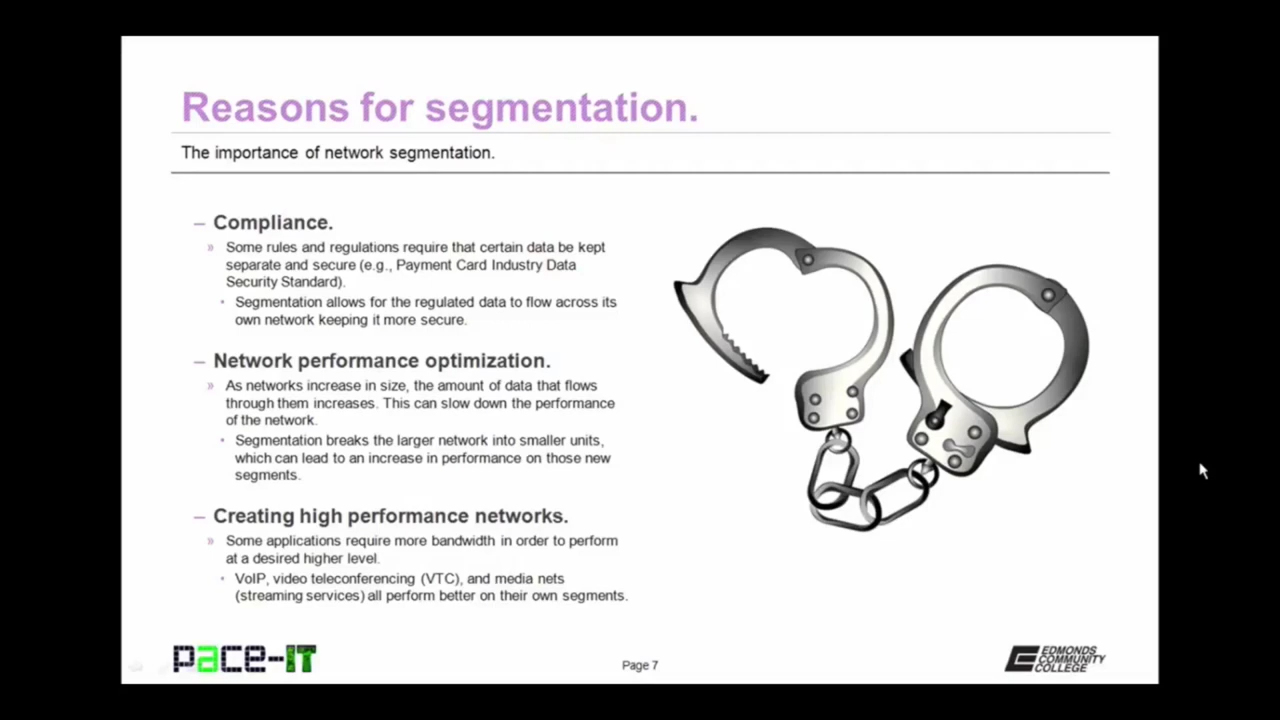 Reasons for segmentation.
The importance of network segmentation.
– Compliance.
» Some rules and regulations require that certain data be kept
separate and secure (e.g., Payment Card Industry Data
Security Standard).
• Segmentation allows for the regulated data to flow across its
own network keeping it more secure.
– Network performance optimization.
» As networks increase in size, the amount of data that flows
through them increases. This can slow down the performance
of the network.
• Segmentation breaks the larger network into smaller units,
which can lead to an increase in performance on those new
segments.
– Creating high performance networks.
» Some applications require more bandwidth in order to perform
at a desired higher level.
• VoIP, video teleconferencing (VTC), and media nets
(streaming services) all perform better on their own segments.
pace-IT
Page 7
EDMONDS
COMMUNITY
COLLEGE